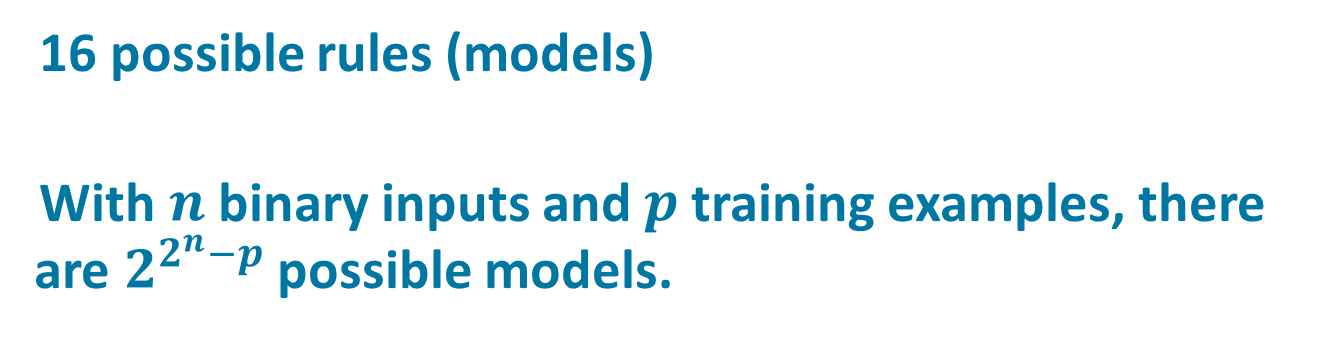 16 possible rules (models)
With n binary inputs and p training examples, there
are 2^{2^n−p} possible models.